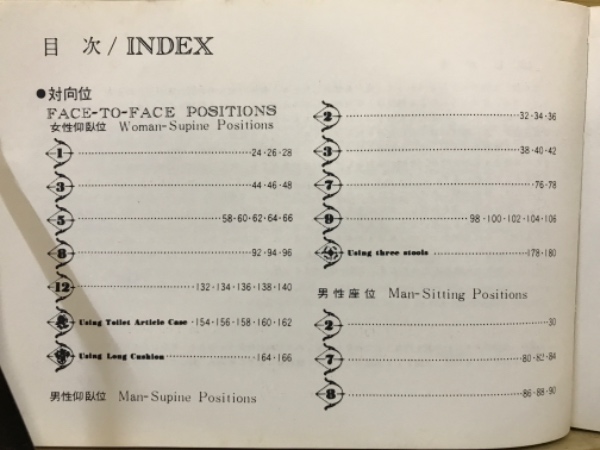 目 次 / INDEX
●対向位
FACE-TO-FACE POSITIONS
女性仰臥位 Woman-Supine Positions
1 24・26・28
3 44・46・48
5 58・60・62・64・66
8 92・94・96
12 132・134・136・138・140
Using Toilet Article Case 154・156・158・160・162
Using Long Cushion 164・166
男性仰臥位 Man-Supine Positions
2 32・34・36
3 38・40・42
7 76・78
9 98・100・102・104・106
Using three stools 178・180
男性座位 Man-Sitting Positions
2 30
7 80・82・84
8 86・88・90